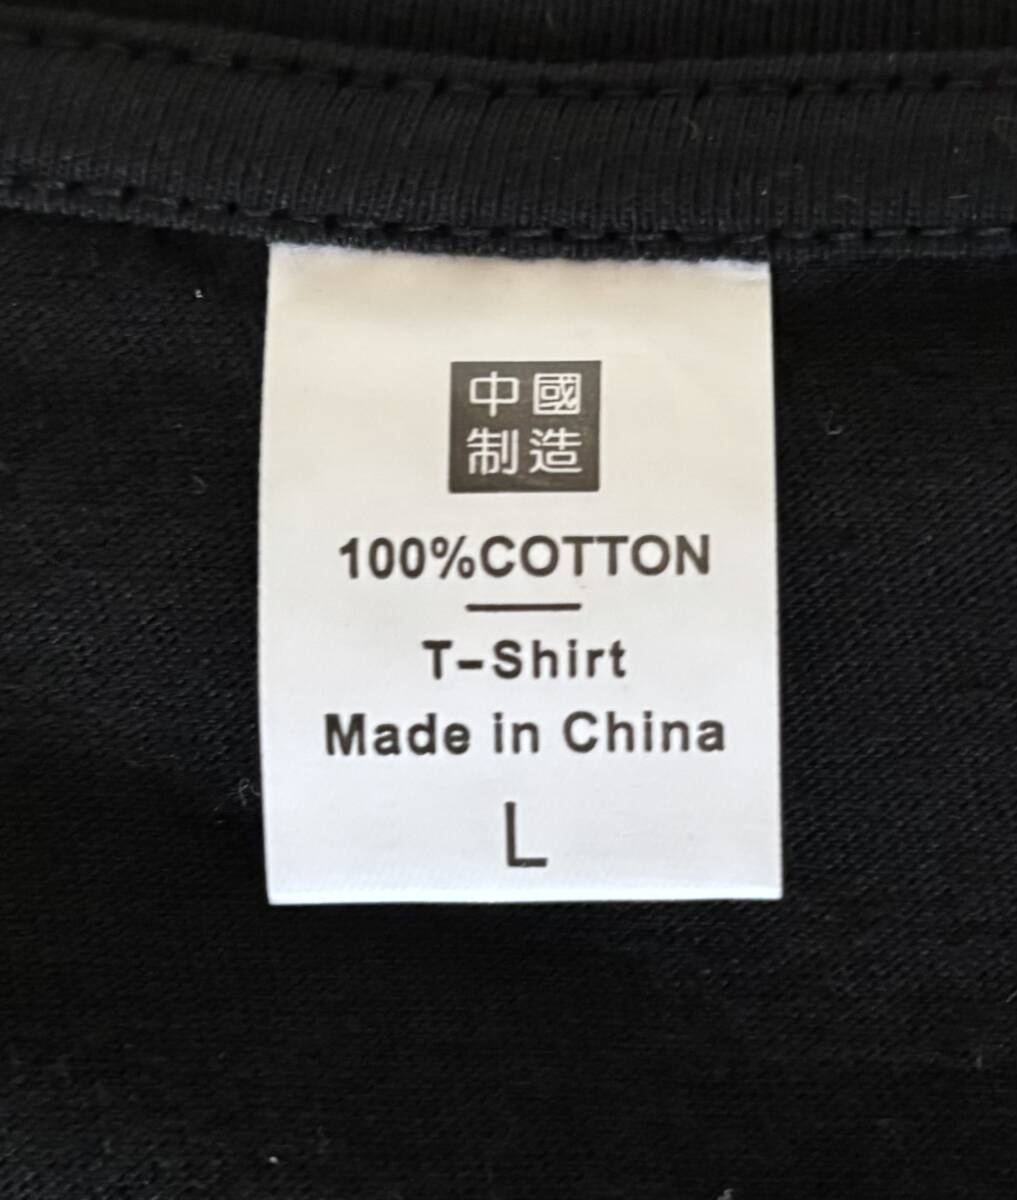 中國
制造
100%COTTON
T-Shirt
Made in China
L